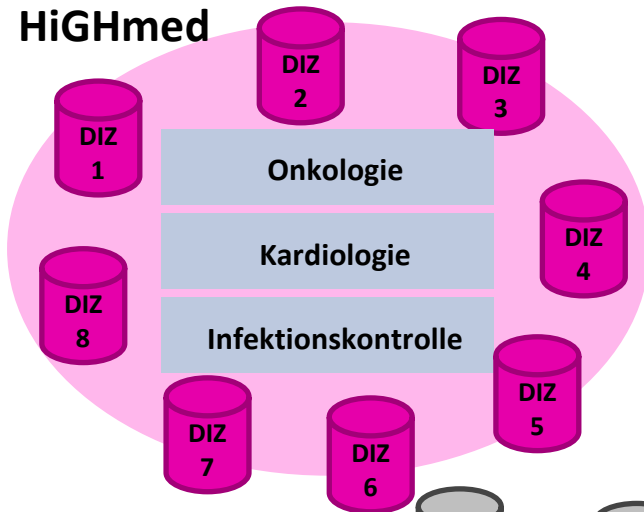 HiGHmed
DIZ
1
DIZ
2
DIZ
3
DIZ
4
DIZ
5
DIZ
6
DIZ
7
DIZ
8
Onkologie
Kardiologie
Infektionskontrolle